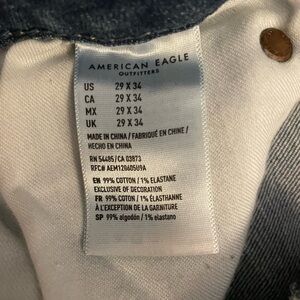 AMERICAN EAGLE
OUTFITTERS
US 29 X 34
CA 29 X 34
MX 29 X 34
UK 29 X 34
MADE IN CHINA / FABRIQUÉ EN CHINE /
HECHO EN CHINA
RN 54485/CA 03873
RFC# AEM120605U9A
EN 99% COTTON / 1% ELASTANE
EXCLUSIVE OF DECORATION
FR 99% COTON / 1% ÉLASTHANNE
À L'EXCEPTION DE LA GARNITURE
SP 99% algodón / 1% elastano